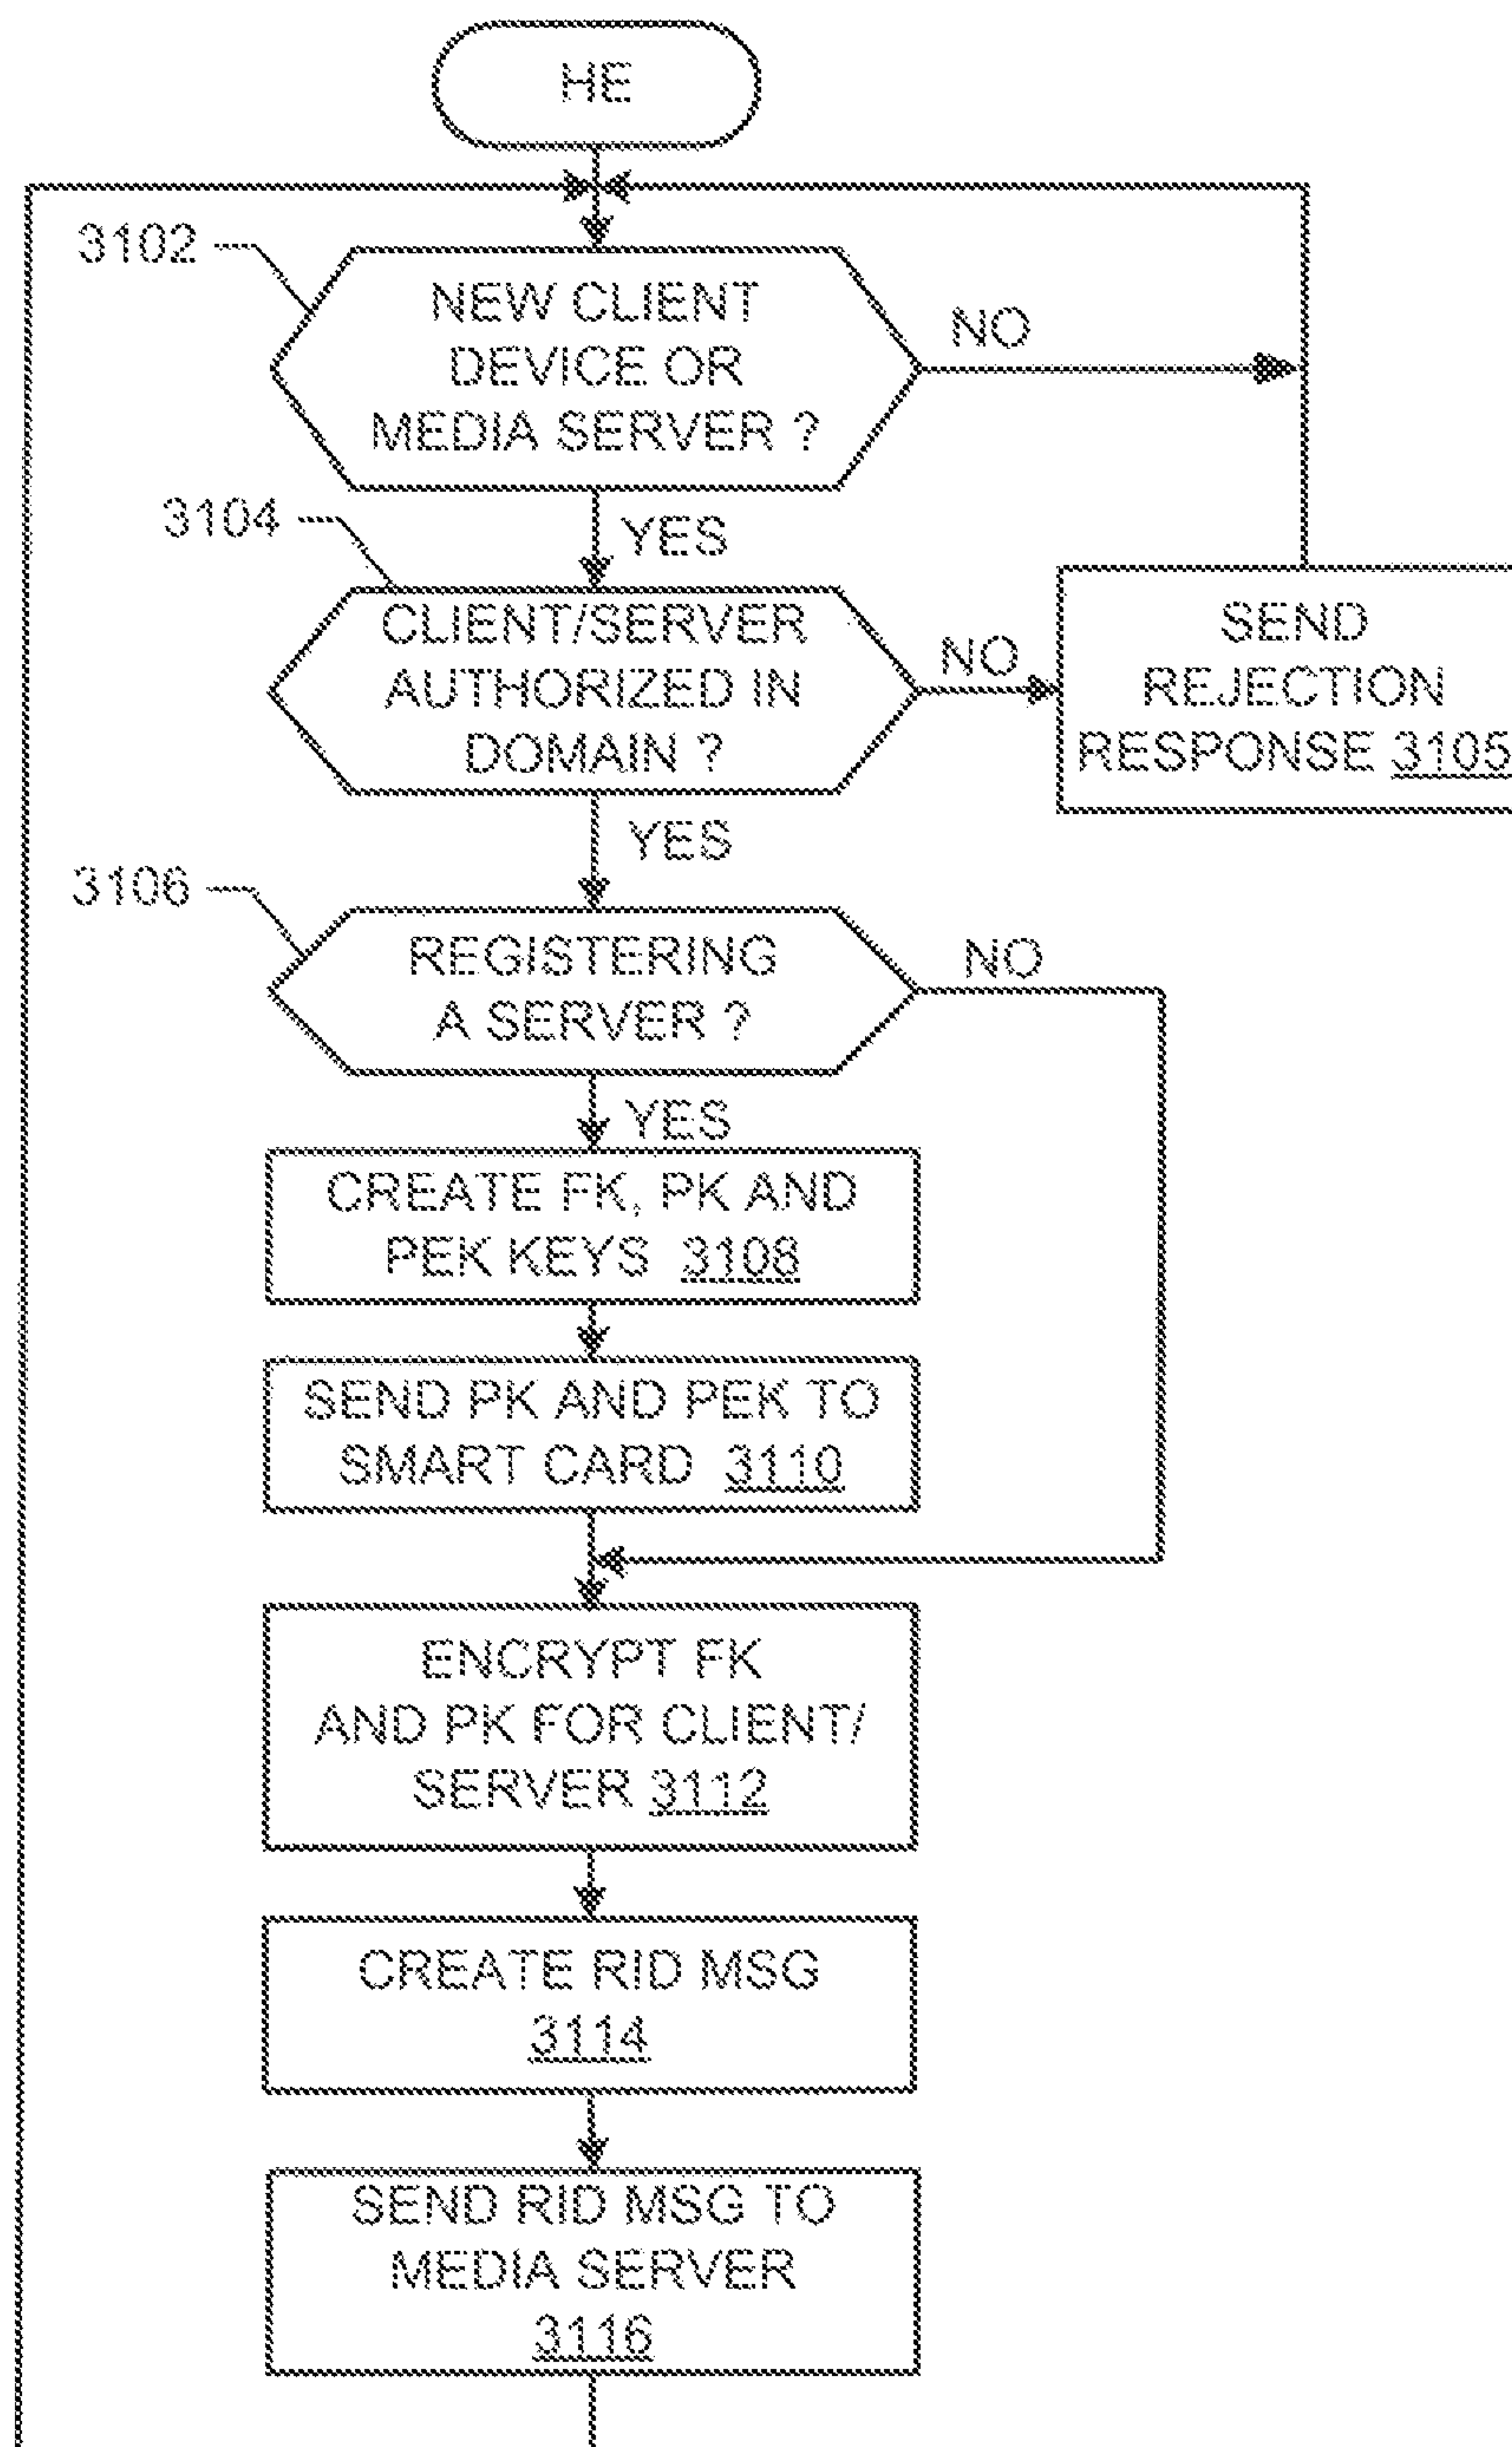 HE
3102
NEW CLIENT
DEVICE OR
MEDIA SERVER ?
NO
YES
3104
CLIENT/SERVER
AUTHORIZED IN
DOMAIN ?
NO
SEND
REJECTION
RESPONSE 3105
YES
3106
REGISTERING
A SERVER ?
NO
YES
CREATE FK, PK AND
PEK KEYS 3108
SEND PK AND PEK TO
SMART CARD 3110
ENCRYPT FK
AND PK FOR CLIENT/
SERVER 3112
CREATE RID MSG
3114
SEND RID MSG TO
MEDIA SERVER
3116